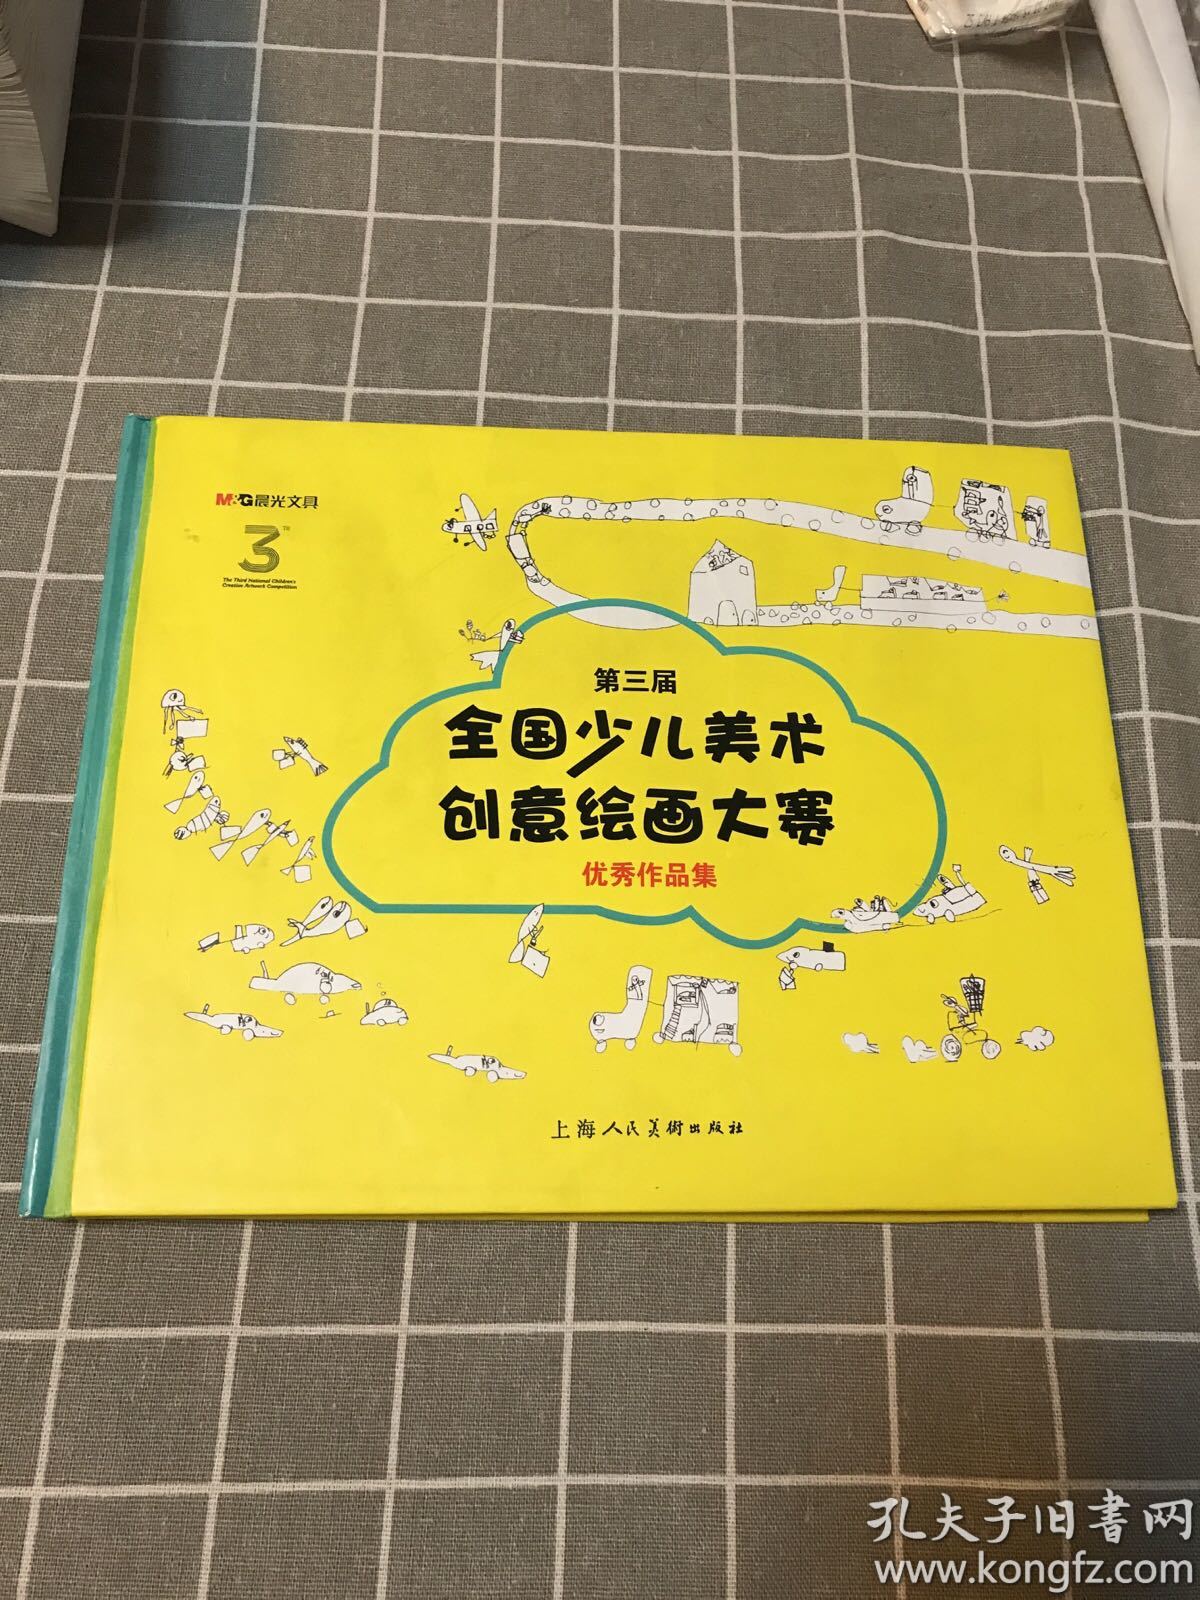 M&G晨光文具
3
The Third National Children's
Creative Artwork Competition
第三届
全国少儿美术
创意绘画大赛
优秀作品集
上海人民美術出版社
孔夫子旧書网
www.kongfz.com